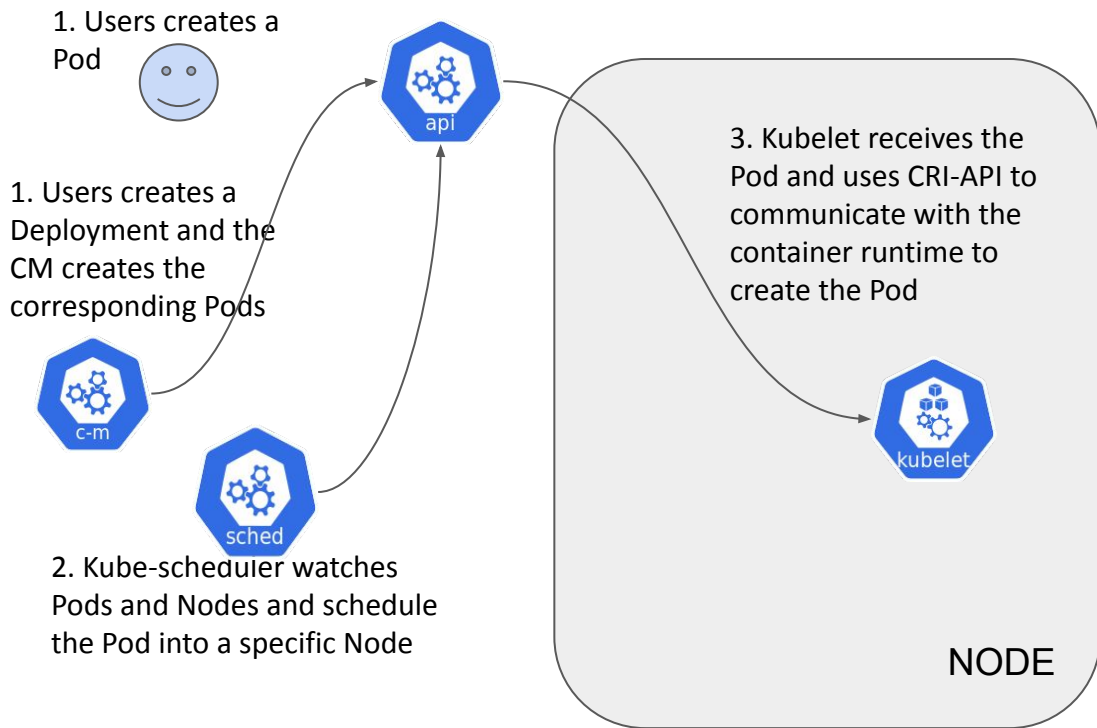 1. Users creates a
Pod
api
1. Users creates a
Deployment and the
CM creates the
corresponding Pods
c-m
sched
2. Kube-scheduler watches
Pods and Nodes and schedule
the Pod into a specific Node
3. Kubelet receives the
Pod and uses CRI-API to
communicate with the
container runtime to
create the Pod
kubelet
NODE